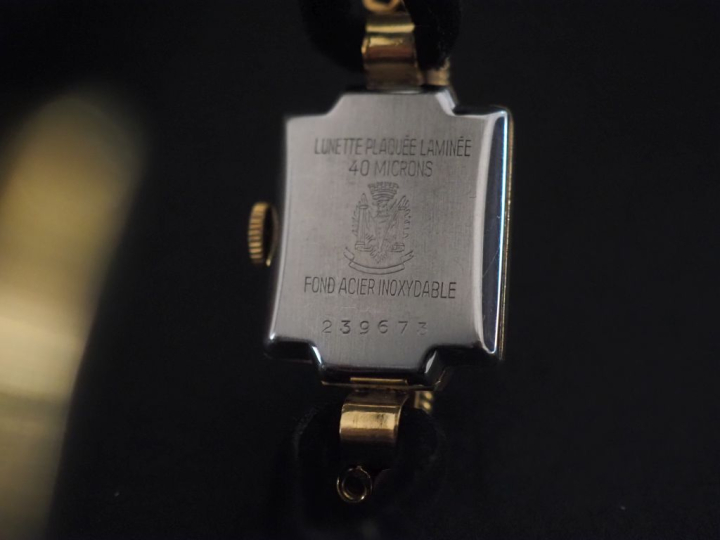 LUNETTE PLAQUÉE LAMINÉE
40 MICRONS
FOND ACIER INOXYDABLE
239673